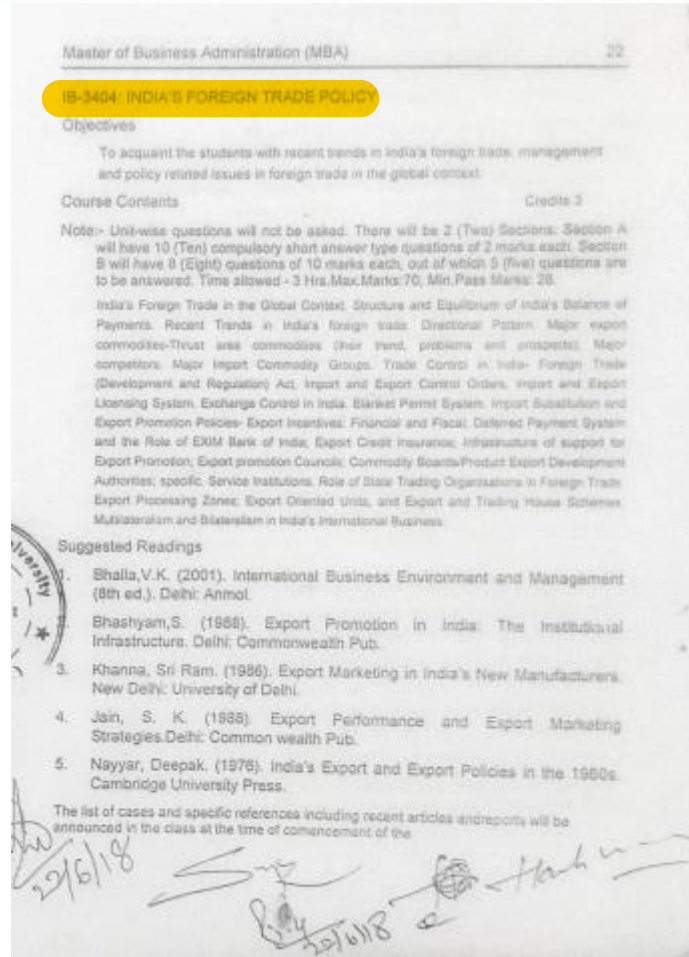 Master of Business Administration (MBA) 22
IB-3404: INDIA'S FOREIGN TRADE POLICY
Objectives
To acquaint the students with recent trends in India's foreign trade, management
and policy related issues in foreign trade in the global context.
Course Contents Credits 3
Note:- Unit-wise questions will not be asked. There will be 2 (Two) Sections. Section A
will have 10 (Ten) compulsory short answer type questions of 2 marks each. Section
B will have 8 (Eight) questions of 10 marks each, out of which 5 (five) questions are
to be answered. Time allowed - 3 Hrs.Max.Marks:70, Min.Pass Marks: 28.
India's Foreign Trade in the Global Context. Structure and Equilibrium of India's Balance of
Payments. Recent Trends in India's foreign trade. Directional Pattern. Major export
commodities-Thrust area commodities (their trend, problems and prospects). Major
competitors. Major Import Commodity Groups. Trade Control in India- Foreign Trade
(Development and Regulation) Act, Import and Export Control Orders, Import and Export
Licensing System. Exchange Control in India. Blanket Permit System. Import Substitution and
Export Promotion Policies- Export Incentives: Financial and Fiscal; Deferred Payment System
and the Role of EXIM Bank of India; Export Credit Insurance; Infrastructure of support for
Export Promotion; Export promotion Councils; Commodity Boards/Product Export Development
Authorities; specific. Service Institutions. Role of State Trading Organisations in Foreign Trade.
Export Processing Zones; Export Oriented Units, and Export and Trading House Schemes.
Multilateralism and Bilateralism in India's International Business.
Suggested Readings
1. Bhalla,V.K. (2001). International Business Environment and Management
(8th ed.). Delhi: Anmol.
Bhashyam,S. (1988). Export Promotion in India: The Institutional
Infrastructure. Delhi: Commonwealth Pub.
3. Khanna, Sri Ram. (1986). Export Marketing in India's New Manufacturers.
New Delhi: University of Delhi.
4. Jain, S. K. (1988). Export Performance and Export Marketing
Strategies.Delhi: Common wealth Pub.
5. Nayyar, Deepak. (1976). India's Export and Export Policies in the 1960s.
Cambridge University Press.
The list of cases and specific references including recent articles andreports will be
announced in the class at the time of comencement of the
22/6/18